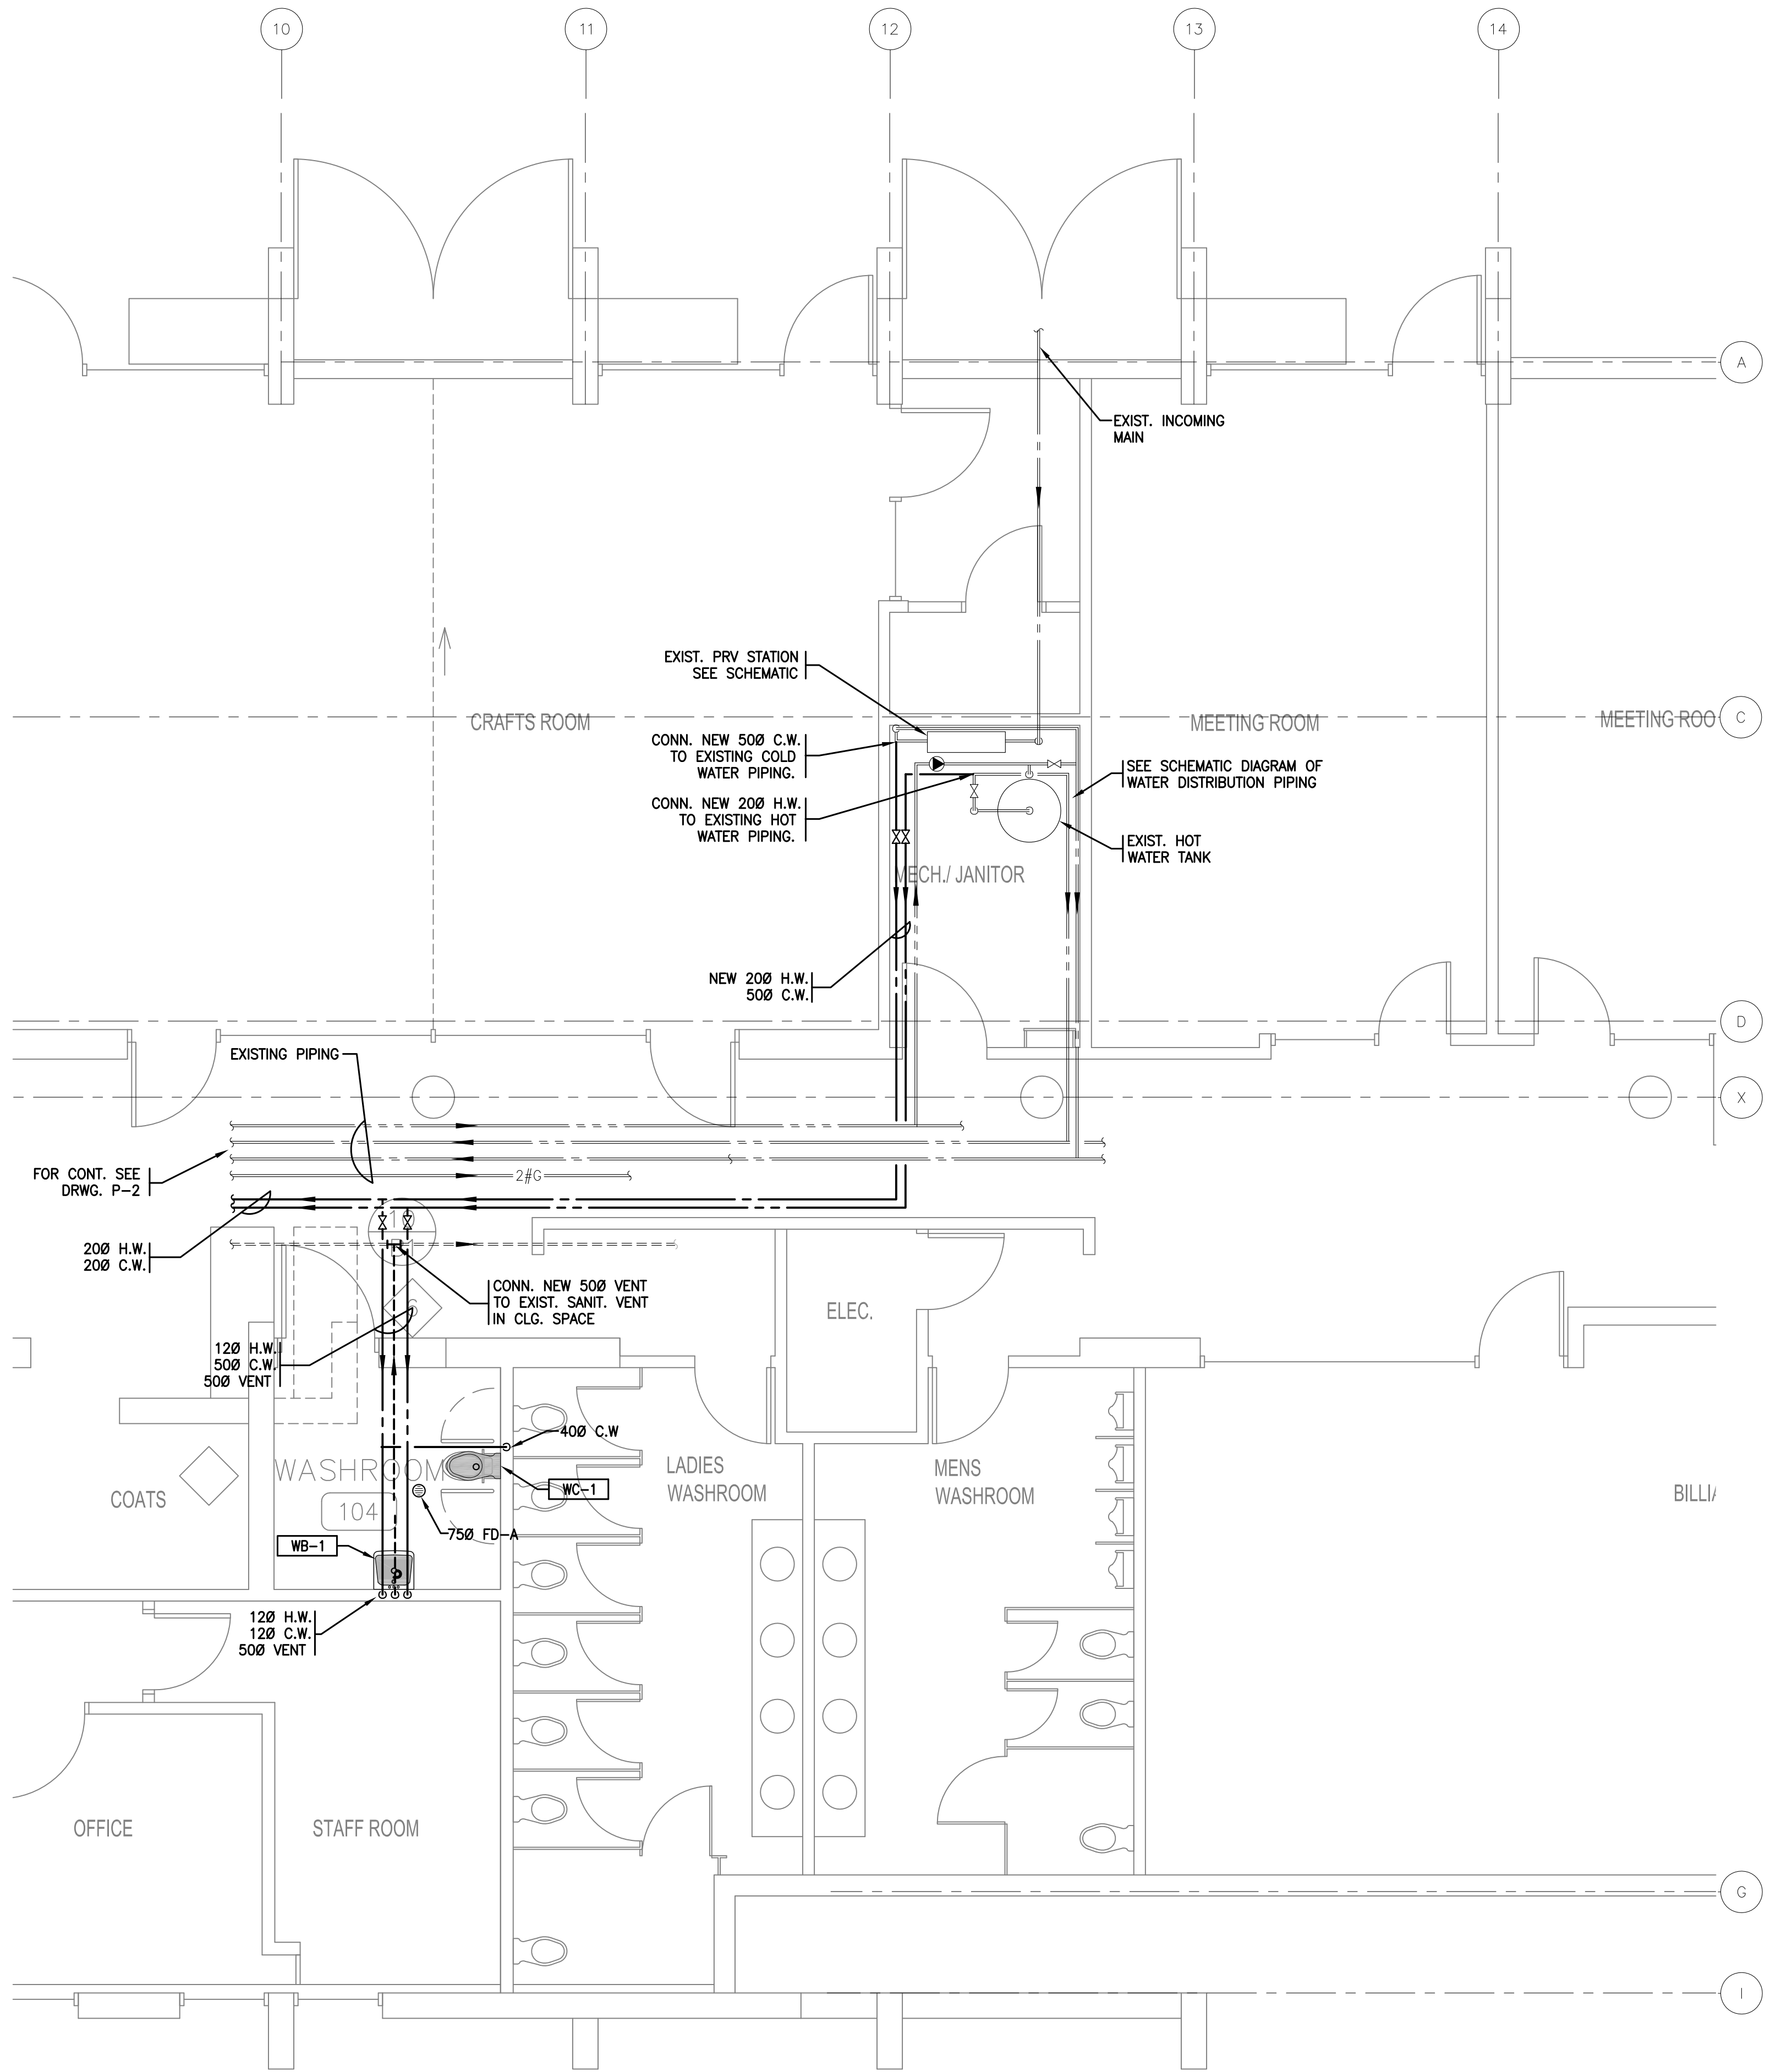 10
11
12
13
14
A
EXIST. INCOMING
MAIN
EXIST. PRV STATION
SEE SCHEMATIC
CRAFTS ROOM
MEETING ROOM
MEETING ROO
C
CONN. NEW 50Ø C.W.
TO EXISTING COLD
WATER PIPING.
SEE SCHEMATIC DIAGRAM OF
WATER DISTRIBUTION PIPING
CONN. NEW 20Ø H.W.
TO EXISTING HOT
WATER PIPING.
EXIST. HOT
WATER TANK
MECH./ JANITOR
NEW 20Ø H.W.
50Ø C.W.
D
EXISTING PIPING
X
FOR CONT. SEE
DRWG. P-2
2#G
20Ø H.W.
20Ø C.W.
CONN. NEW 50Ø VENT
TO EXIST. SANIT. VENT
IN CLG. SPACE
6
ELEC.
12Ø H.W.
50Ø C.W.
50Ø VENT
40Ø C.W
WASHROOM
104
WC-1
COATS
LADIES
WASHROOM
MENS
WASHROOM
BILLIA
75Ø FD-A
WB-1
12Ø H.W.
12Ø C.W.
50Ø VENT
OFFICE
STAFF ROOM
G
I